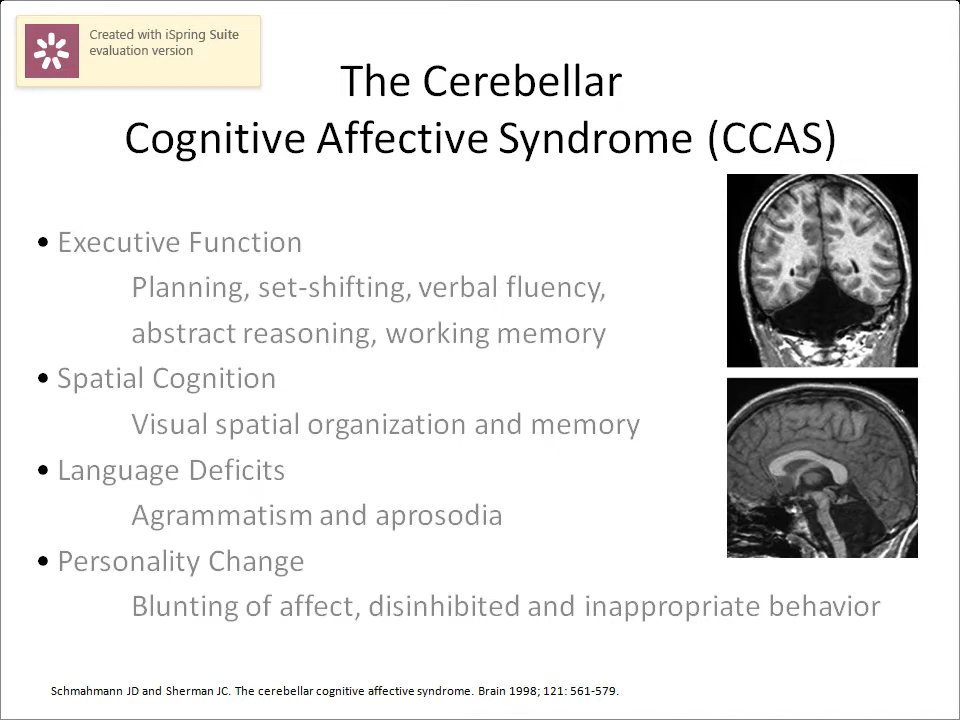 Created with iSpring Suite
evaluation version
The Cerebellar
Cognitive Affective Syndrome (CCAS)
• Executive Function
Planning, set-shifting, verbal fluency,
abstract reasoning, working memory
• Spatial Cognition
Visual spatial organization and memory
• Language Deficits
Agrammatism and aprosodia
• Personality Change
Blunting of affect, disinhibited and inappropriate behavior
Schmahmann JD and Sherman JC. The cerebellar cognitive affective syndrome. Brain 1998; 121: 561-579.